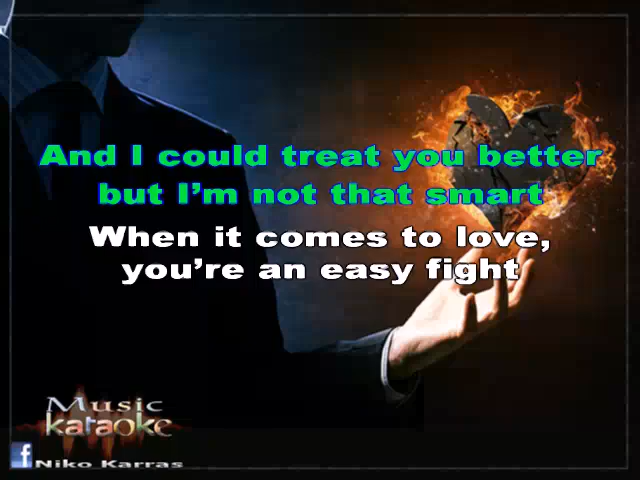 And I could treat you better
but I'm not that smart
When it comes to love,
you're an easy fight
Music
karaoke
f
Niko Karras